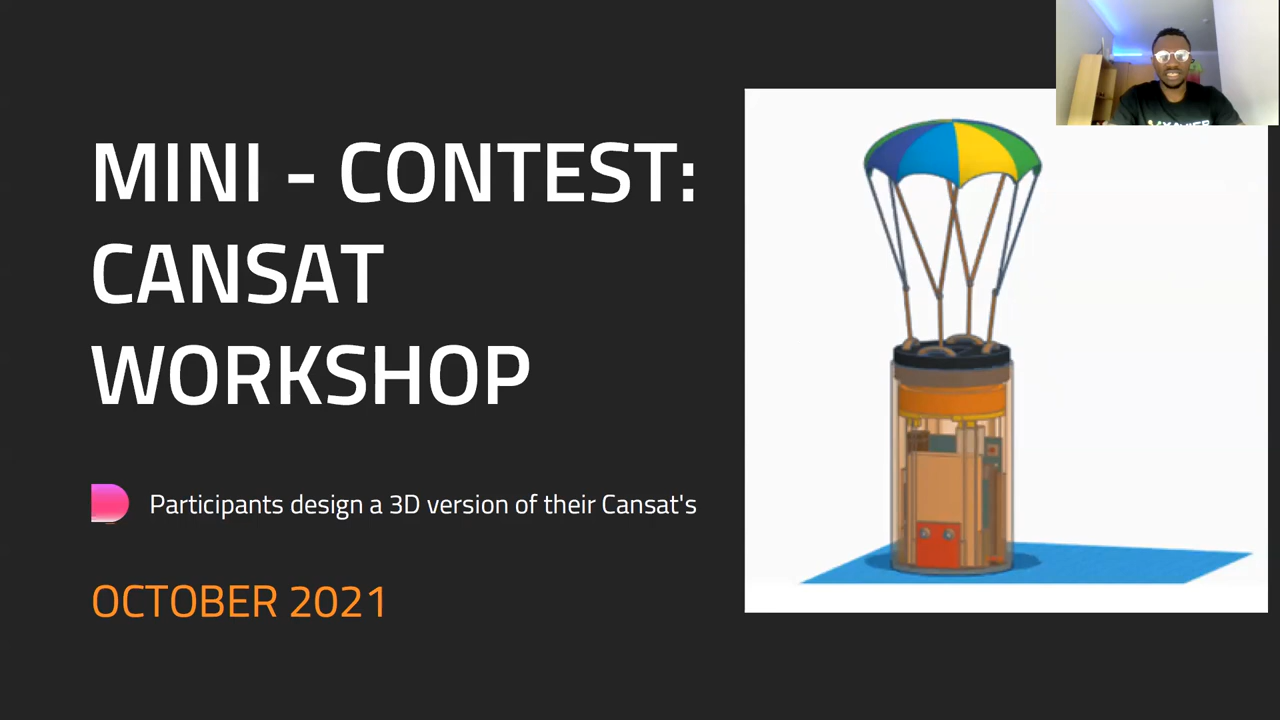 MINI - CONTEST:
CANSAT
WORKSHOP
Participants design a 3D version of their Cansat's
OCTOBER 2021